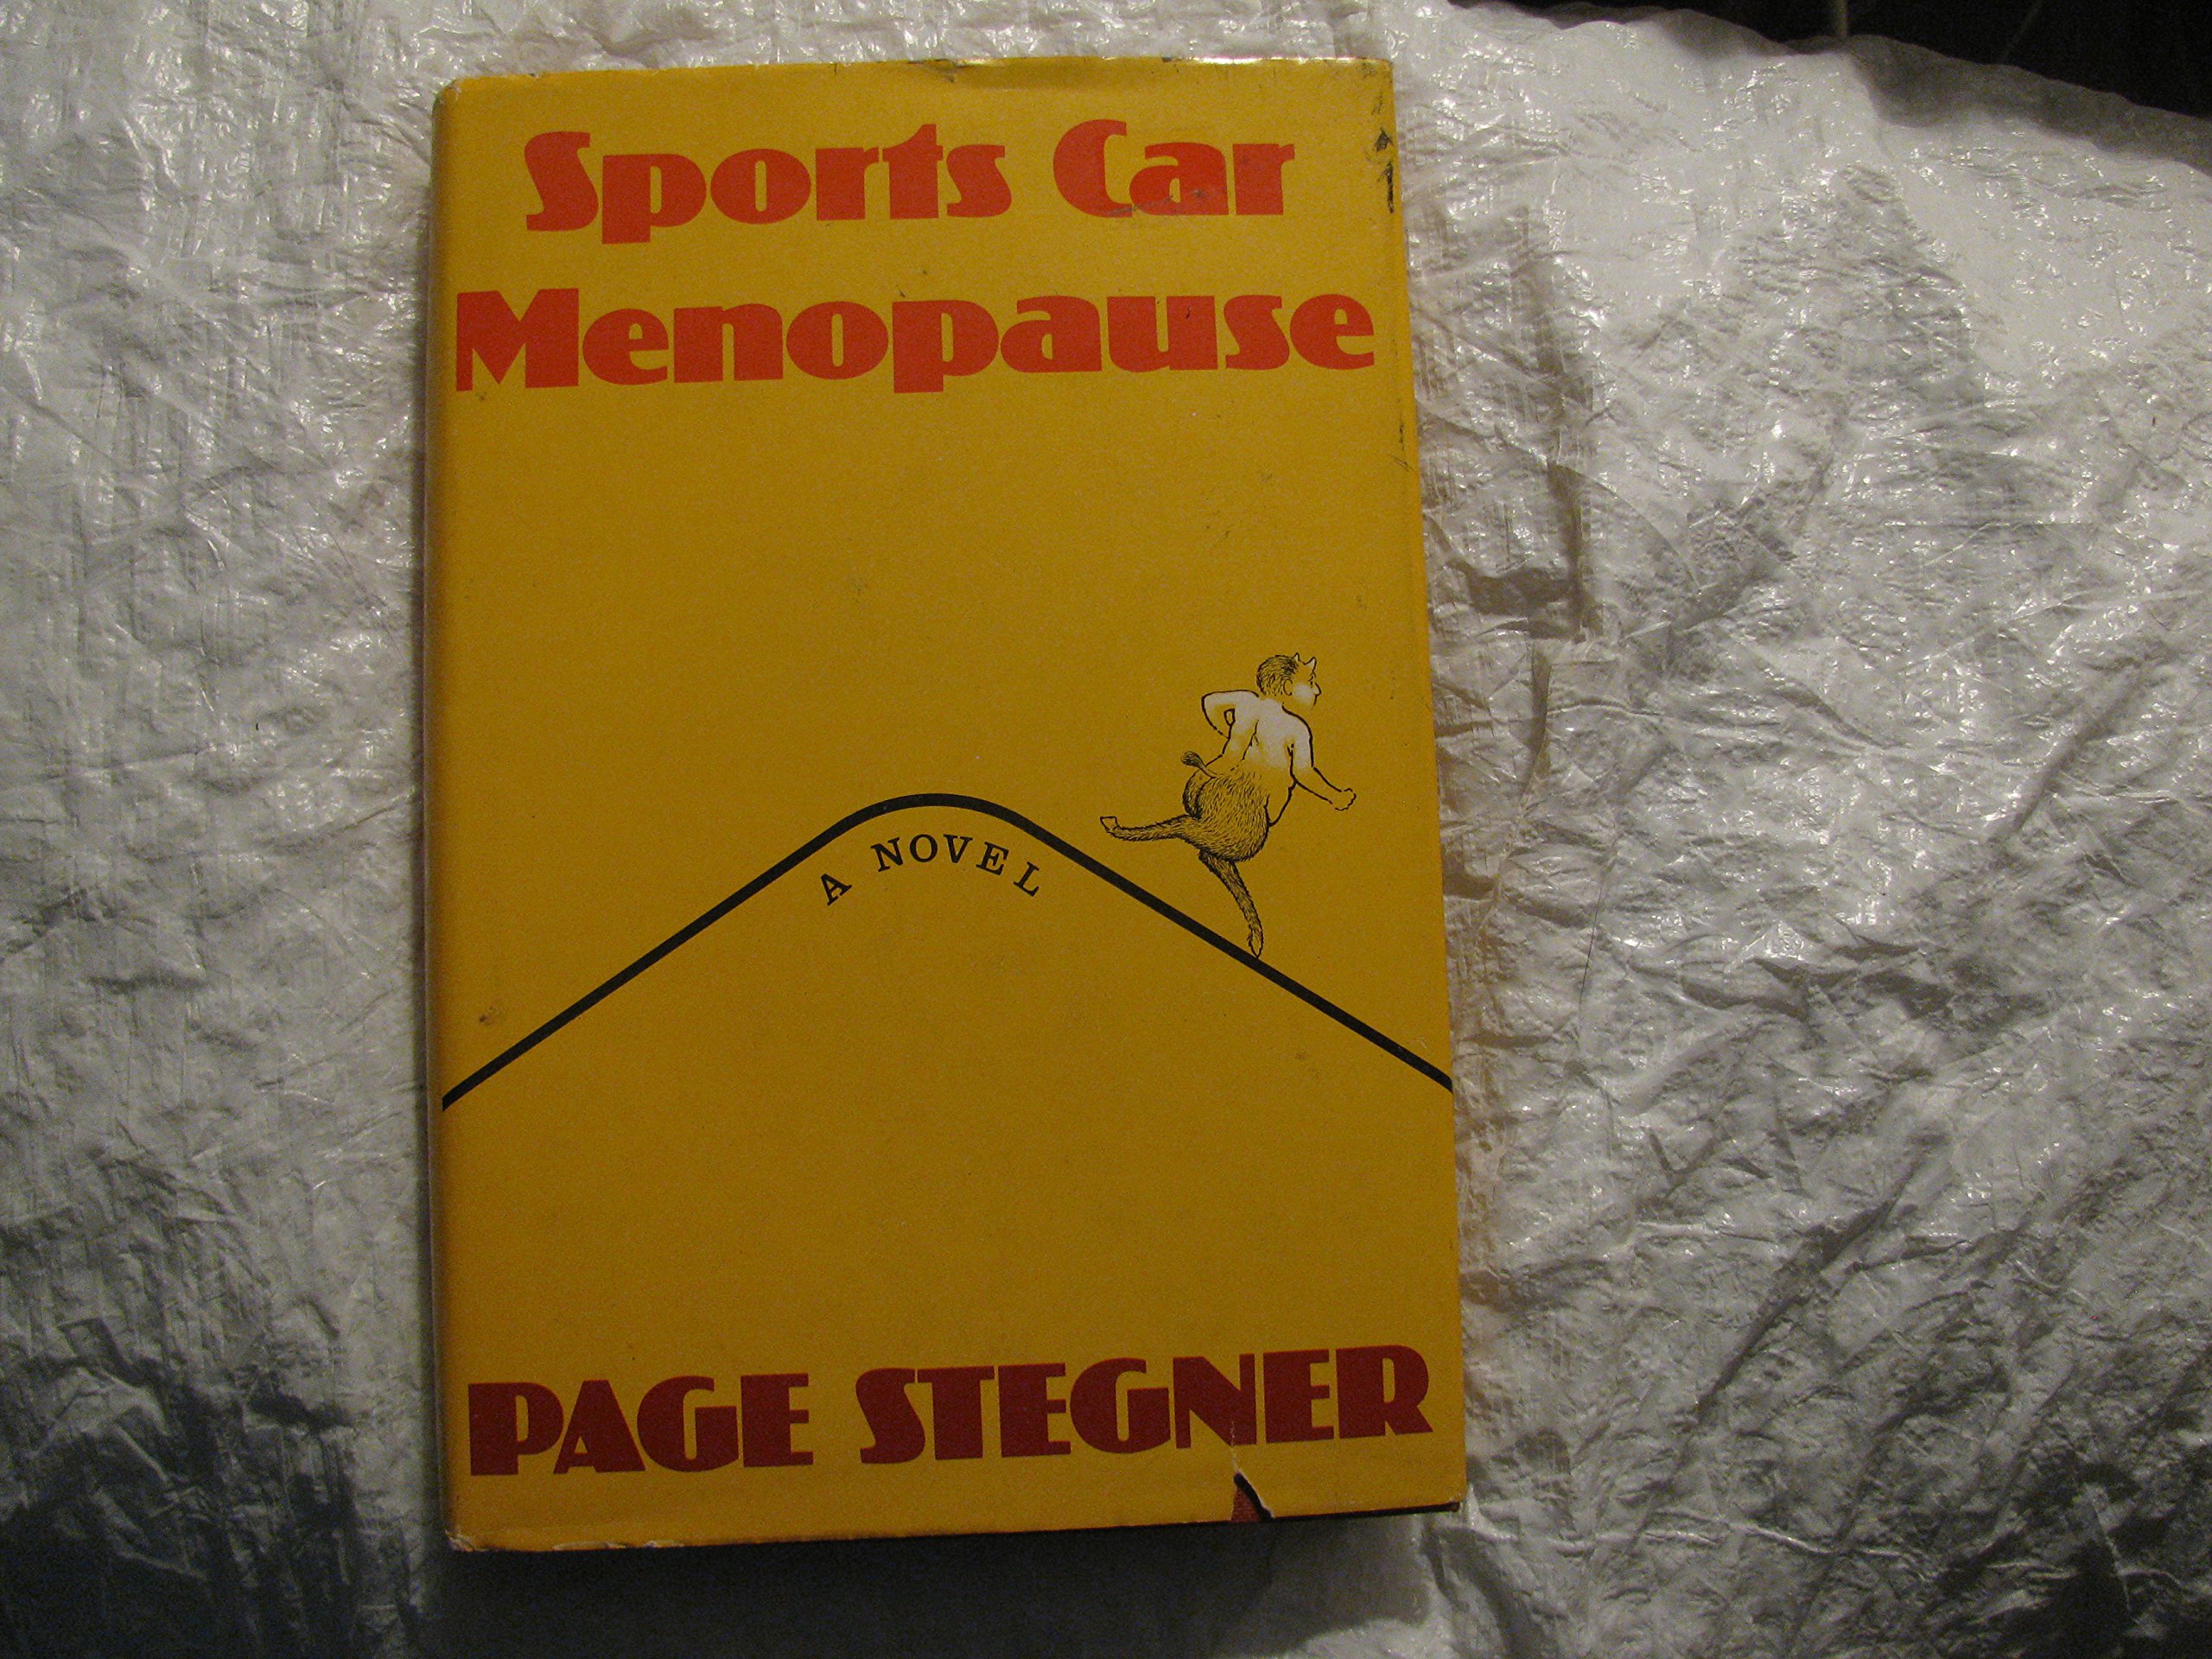 Sports Car
Menopause
A NOVEL
PAGE STEGNER